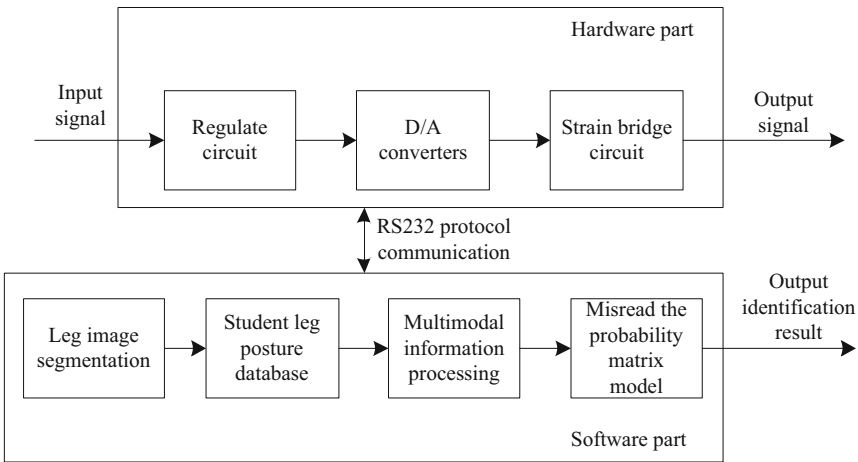 Hardware part
Input
signal
Regulate
circuit
D/A
converters
Strain bridge
circuit
Output
signal
RS232 protocol
communication
Leg image
segmentation
Student leg
posture
database
Multimodal
information
processing
Misread the
probability
matrix
model
Output
identification
result
Software part